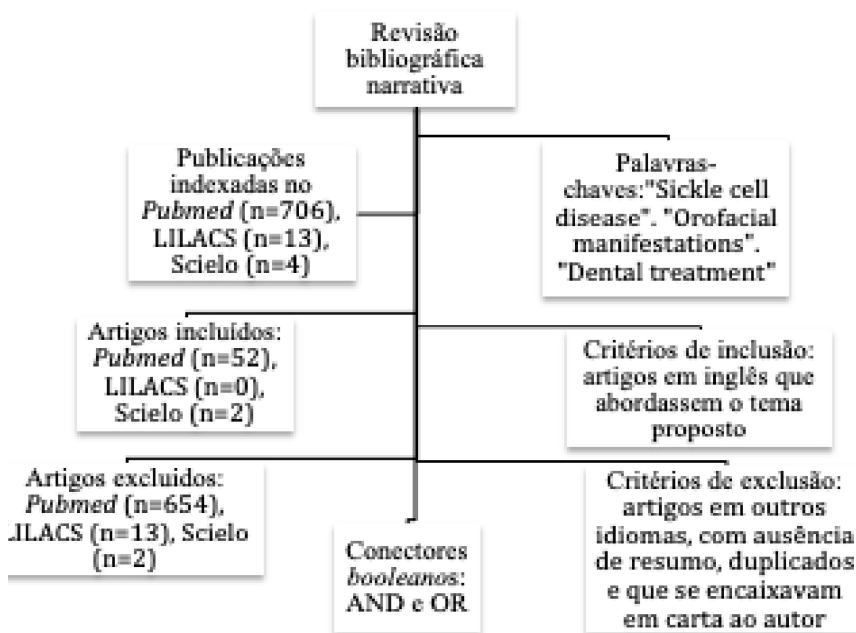 Revisão
bibliográfica
narrativa
Publicações
indexadas no
Pubmed (n=706),
LILACS (n=13),
Scielo (n=4)
Palavras-
chaves:"Sickle cell
disease". "Orofacial
manifestations".
"Dental treatment"
Artigos incluídos:
Pubmed (n=52),
LILACS (n=0),
Scielo (n=2)
Critérios de inclusão:
artigos em inglês que
abordassem o tema
proposto
Artigos excluidos:
Pubmed (n=654),
LILACS (n=13), Scielo
(n=2)
Conectores
booleanos:
AND e OR
Critérios de exclusão:
artigos em outros
idiomas, com ausência
de resumo, duplicados
e que se encaixavam
em carta ao autor